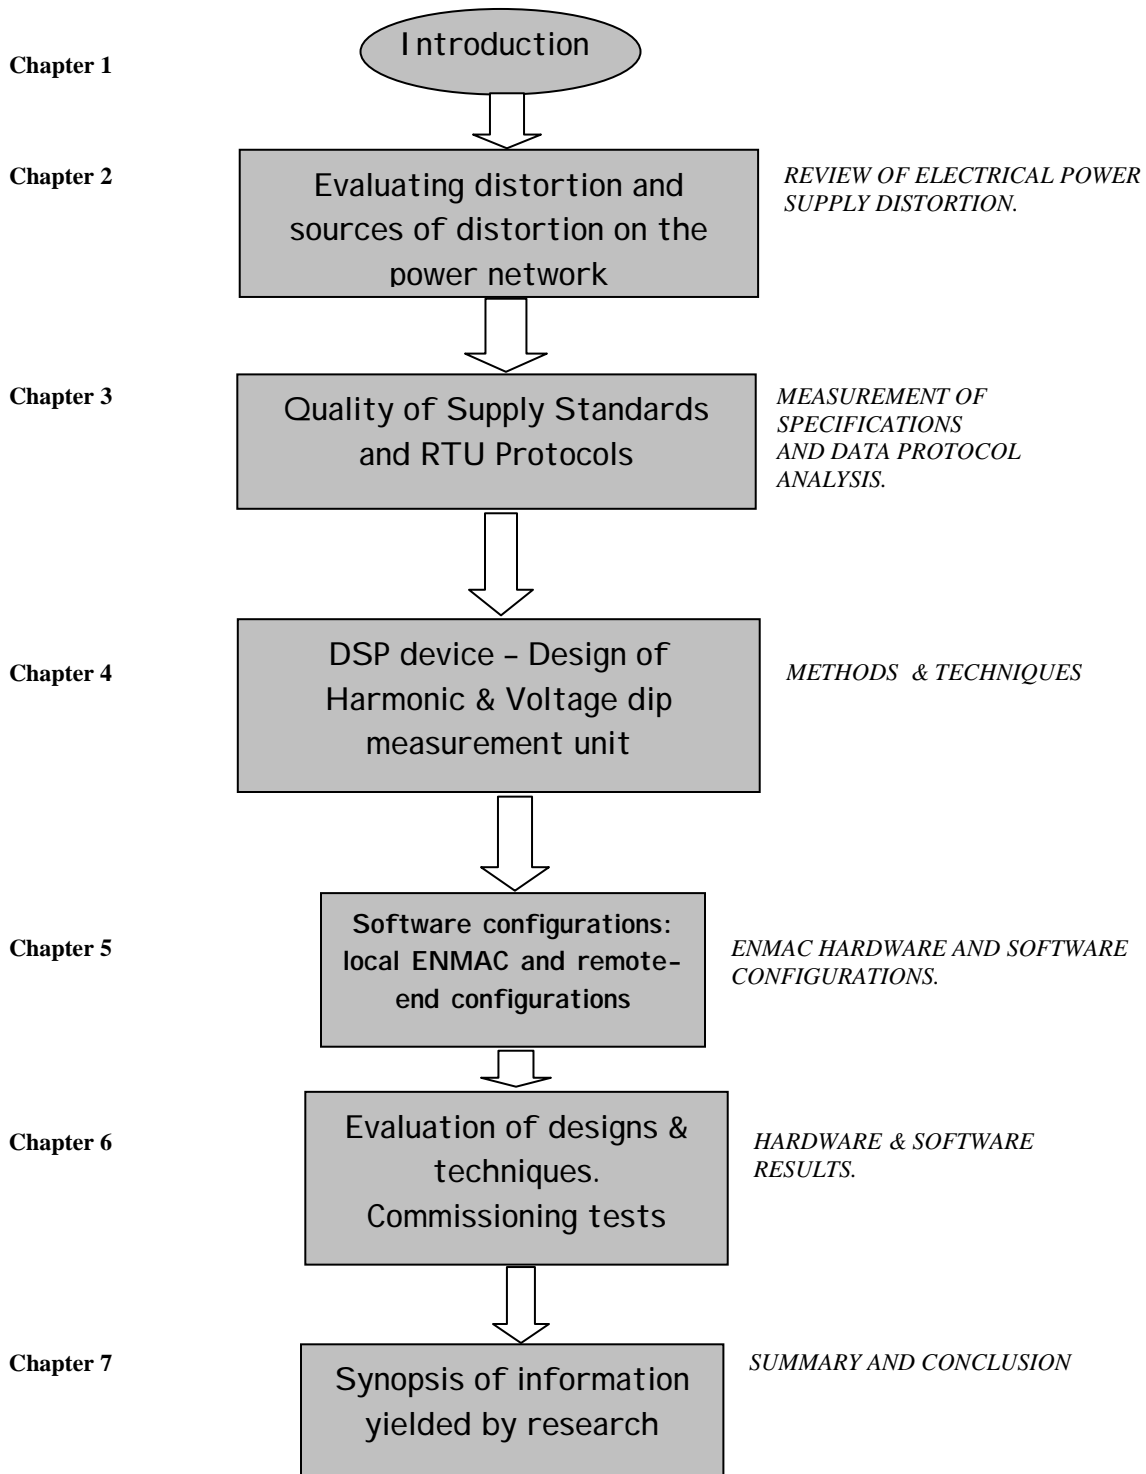 Chapter 1
Introduction
Chapter 2
Evaluating distortion and
sources of distortion on the
power network
REVIEW OF ELECTRICAL POWER
SUPPLY DISTORTION.
Chapter 3
Quality of Supply Standards
and RTU Protocols
MEASUREMENT OF
SPECIFICATIONS
AND DATA PROTOCOL
ANALYSIS.
Chapter 4
DSP device – Design of
Harmonic & Voltage dip
measurement unit
METHODS & TECHNIQUES
Chapter 5
Software configurations:
local ENMAC and remote-
end configurations
ENMAC HARDWARE AND SOFTWARE
CONFIGURATIONS.
Chapter 6
Evaluation of designs &
techniques.
Commissioning tests
HARDWARE & SOFTWARE
RESULTS.
Chapter 7
Synopsis of information
yielded by research
SUMMARY AND CONCLUSION